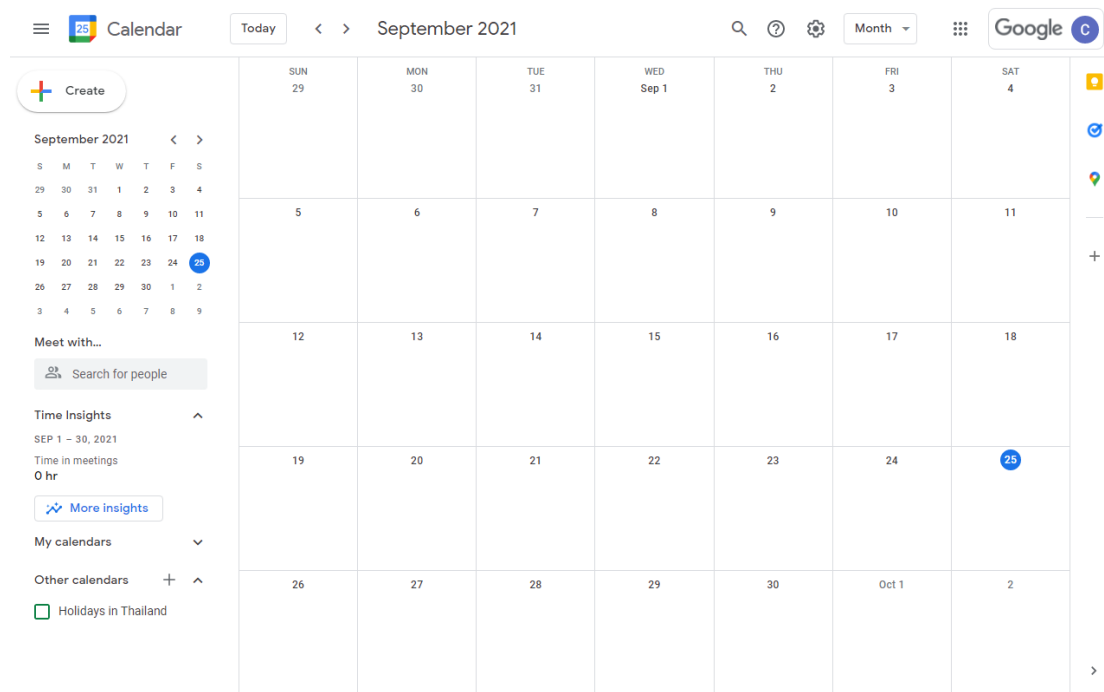 25 Calendar Today September 2021 Month Google C
Create
September 2021
S M T W T F S
29 30 31 1 2 3 4
5 6 7 8 9 10 11
12 13 14 15 16 17 18
19 20 21 22 23 24 25
26 27 28 29 30 1 2
3 4 5 6 7 8 9
Meet with...
Search for people
Time Insights
SEP 1 – 30, 2021
Time in meetings
0 hr
More insights
My calendars
Other calendars
Holidays in Thailand
SUN MON TUE WED THU FRI SAT
29 30 31 Sep 1 2 3 4
5 6 7 8 9 10 11
12 13 14 15 16 17 18
19 20 21 22 23 24 25
26 27 28 29 30 Oct 1 2